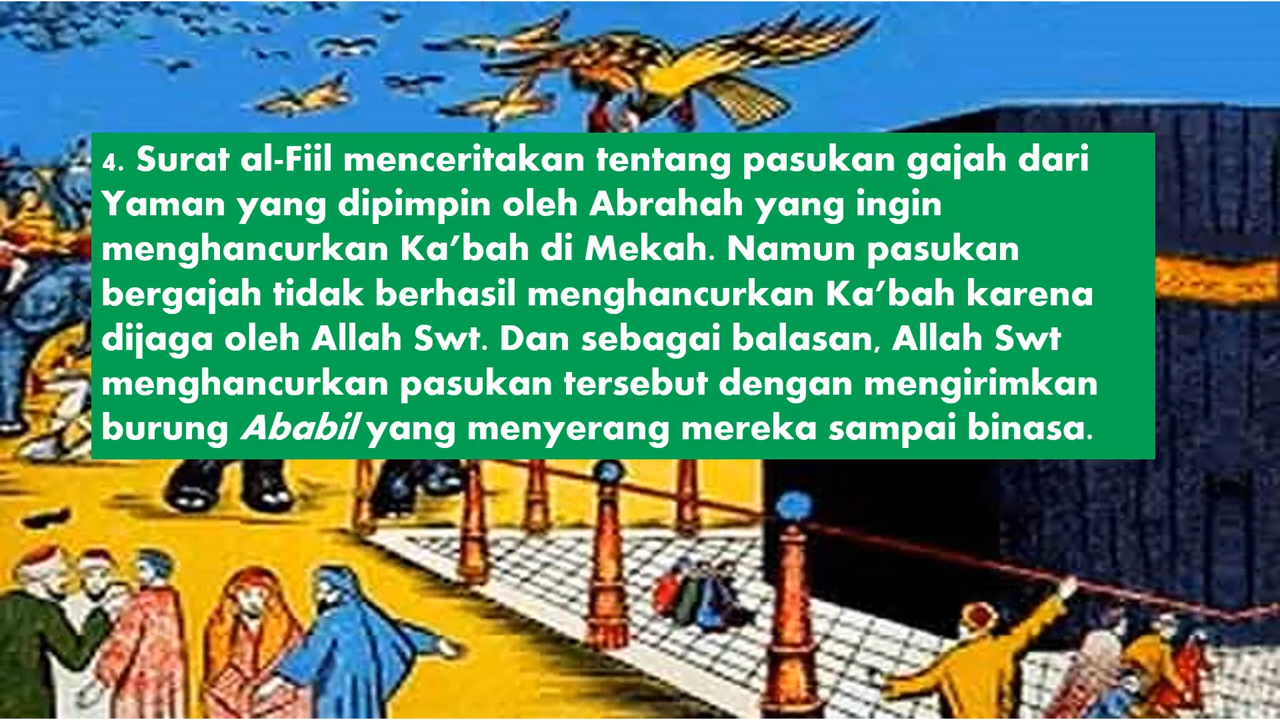 4. Surat al-Fiil menceritakan tentang pasukan gajah dari
Yaman yang dipimpin oleh Abrahah yang ingin
menghancurkan Ka’bah di Mekah. Namun pasukan
bergajah tidak berhasil menghancurkan Ka’bah karena
dijaga oleh Allah Swt. Dan sebagai balasan, Allah Swt
menghancurkan pasukan tersebut dengan mengirimkan
burung Ababil yang menyerang mereka sampai binasa.